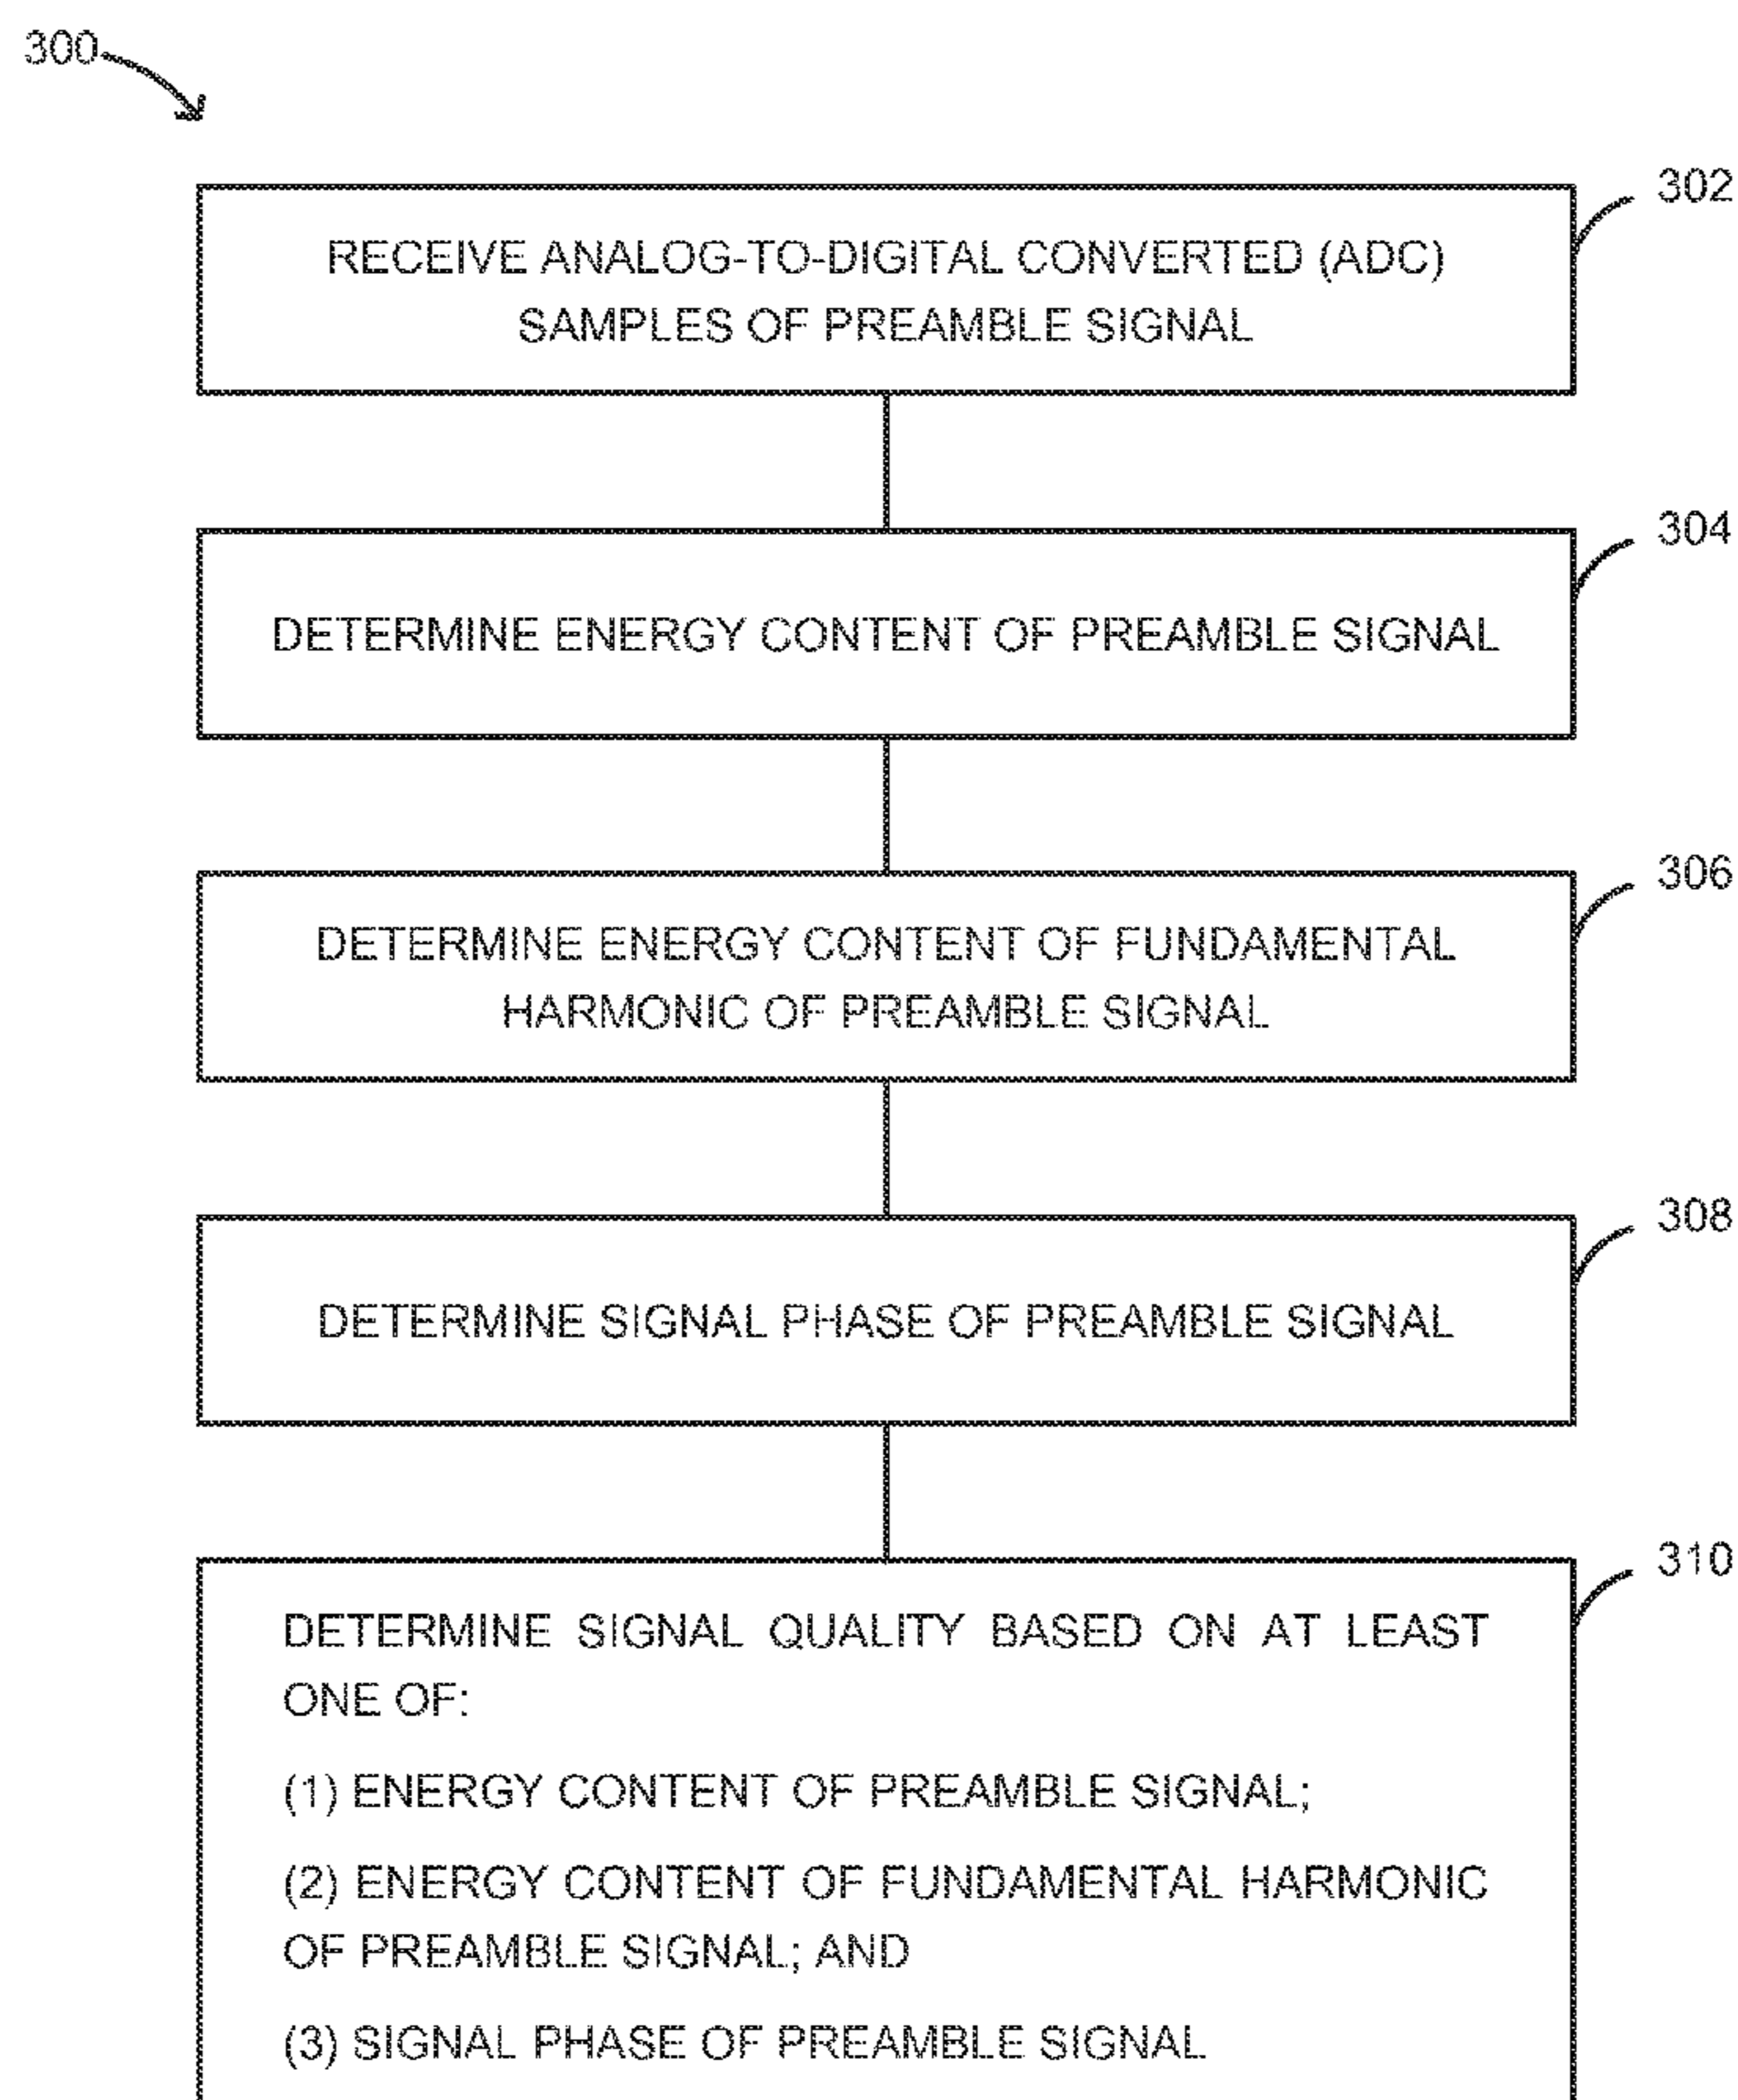 300
302
RECEIVE ANALOG-TO-DIGITAL CONVERTED (ADC)
SAMPLES OF PREAMBLE SIGNAL
304
DETERMINE ENERGY CONTENT OF PREAMBLE SIGNAL
306
DETERMINE ENERGY CONTENT OF FUNDAMENTAL
HARMONIC OF PREAMBLE SIGNAL
308
DETERMINE SIGNAL PHASE OF PREAMBLE SIGNAL
310
DETERMINE SIGNAL QUALITY BASED ON AT LEAST
ONE OF:
(1) ENERGY CONTENT OF PREAMBLE SIGNAL;
(2) ENERGY CONTENT OF FUNDAMENTAL HARMONIC
OF PREAMBLE SIGNAL; AND
(3) SIGNAL PHASE OF PREAMBLE SIGNAL